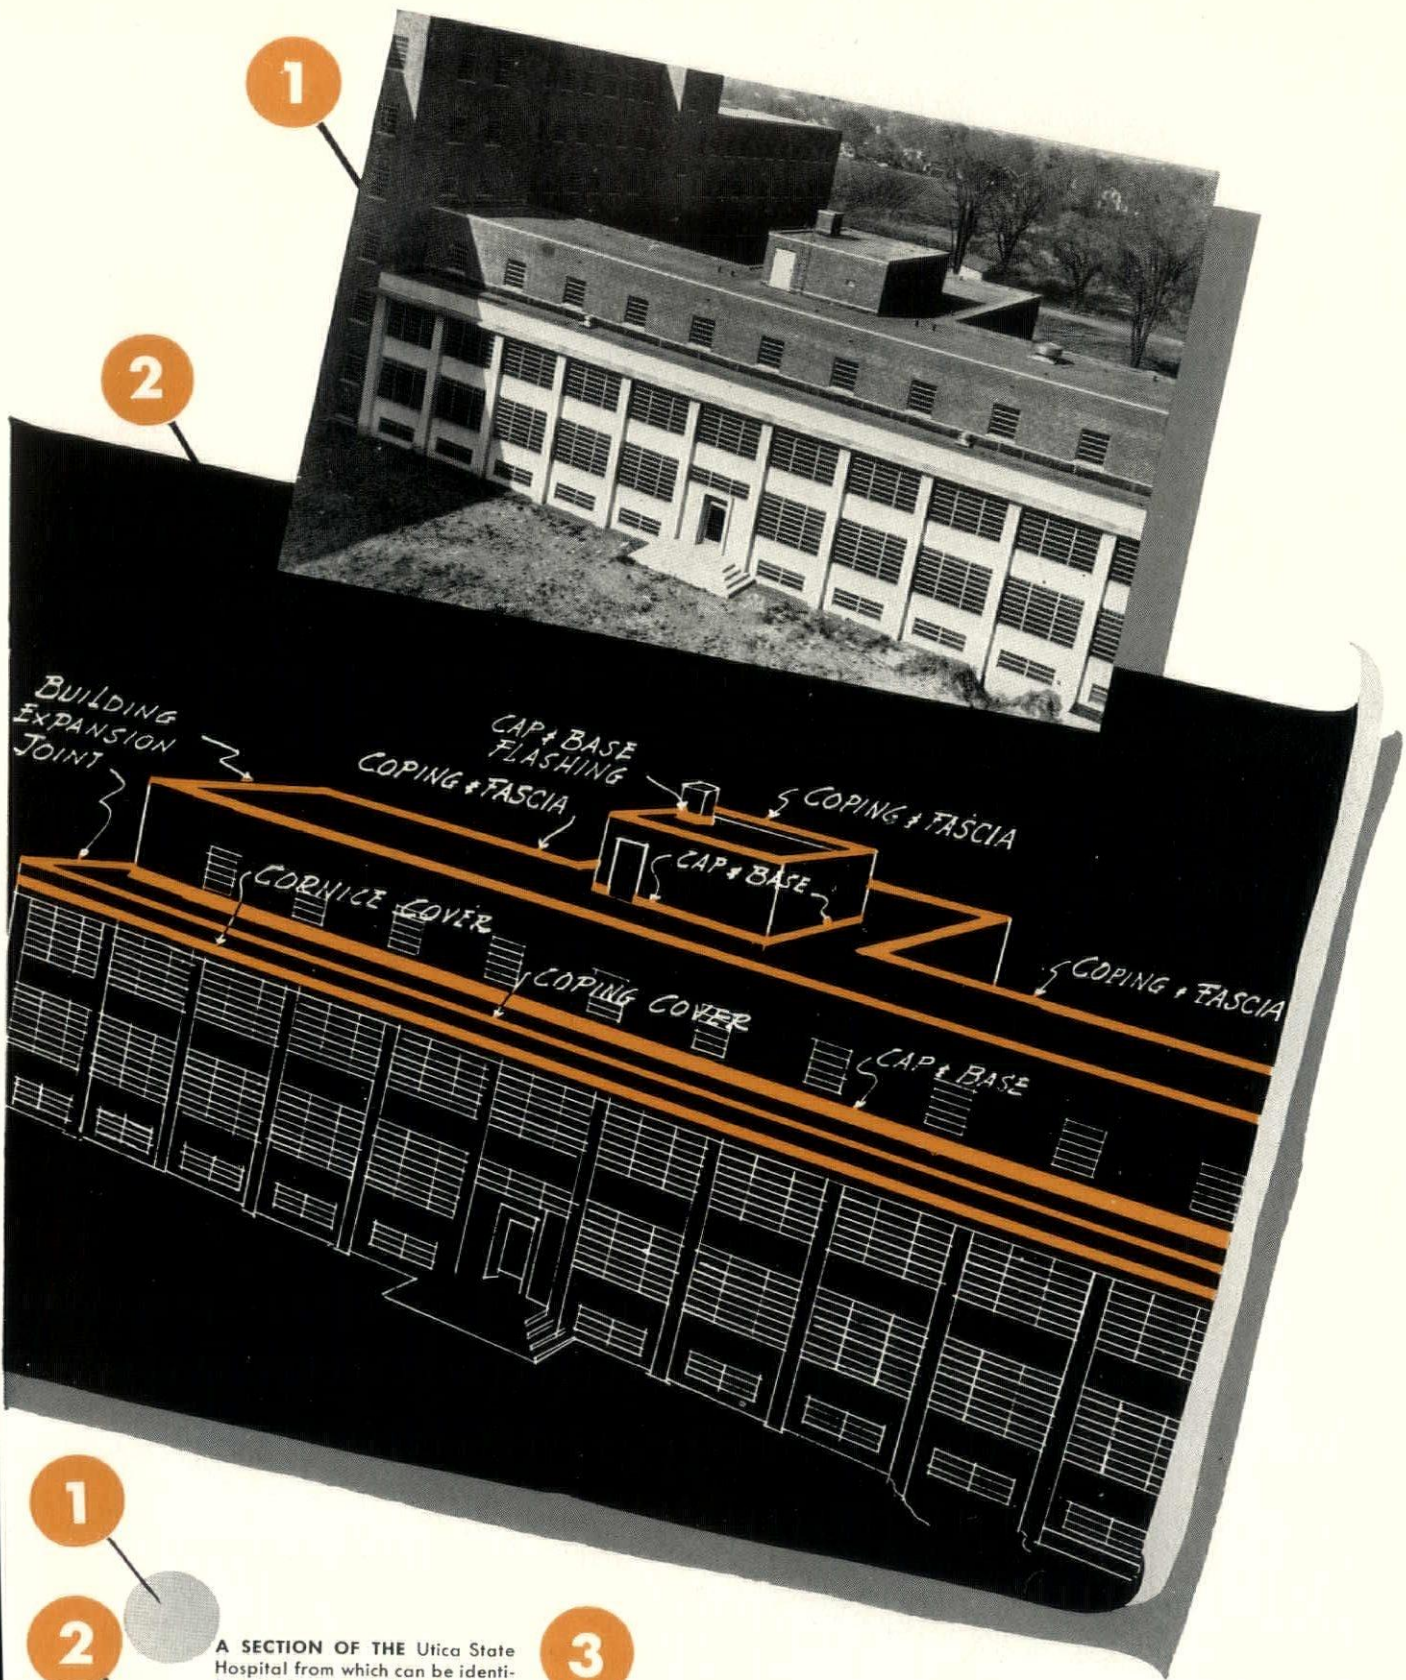 1
2
BUILDING
EXPANSION
JOINT
CAP & BASE
FLASHING
COPING & FASCIA
COPING & FASCIA
CAP & BASE
CORNICE COVER
COPING COVER
COPING & FASCIA
CAP & BASE
1
2
A SECTION OF THE Utica State
Hospital from which can be identi-
3